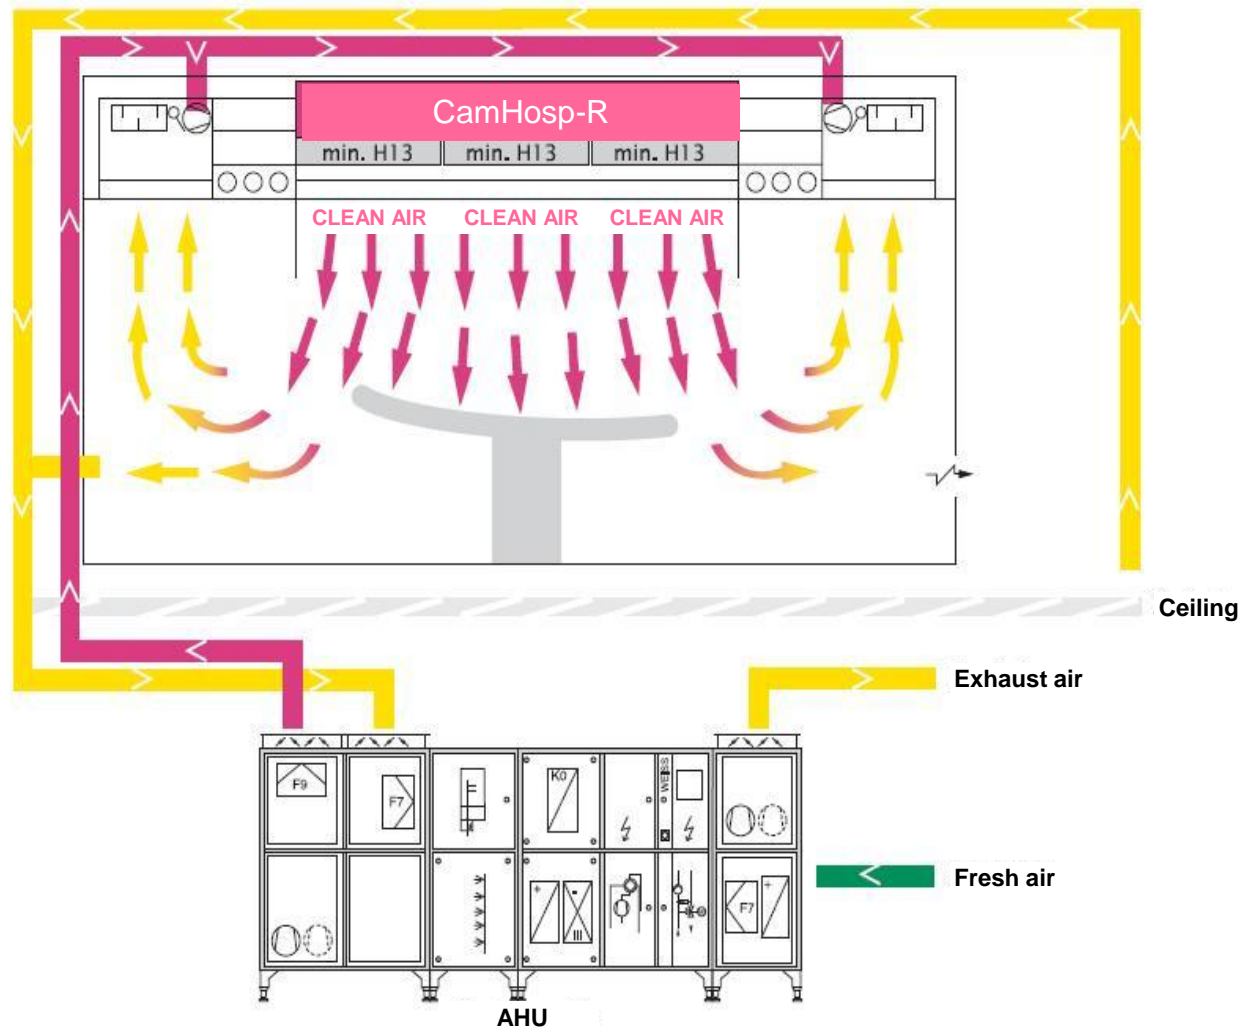 CamHosp-R
min. H13 min. H13 min. H13
CLEAN AIR CLEAN AIR CLEAN AIR
Ceiling
Exhaust air
F9
F7
K0
WEISS
Fresh air
+
+
F7
AHU